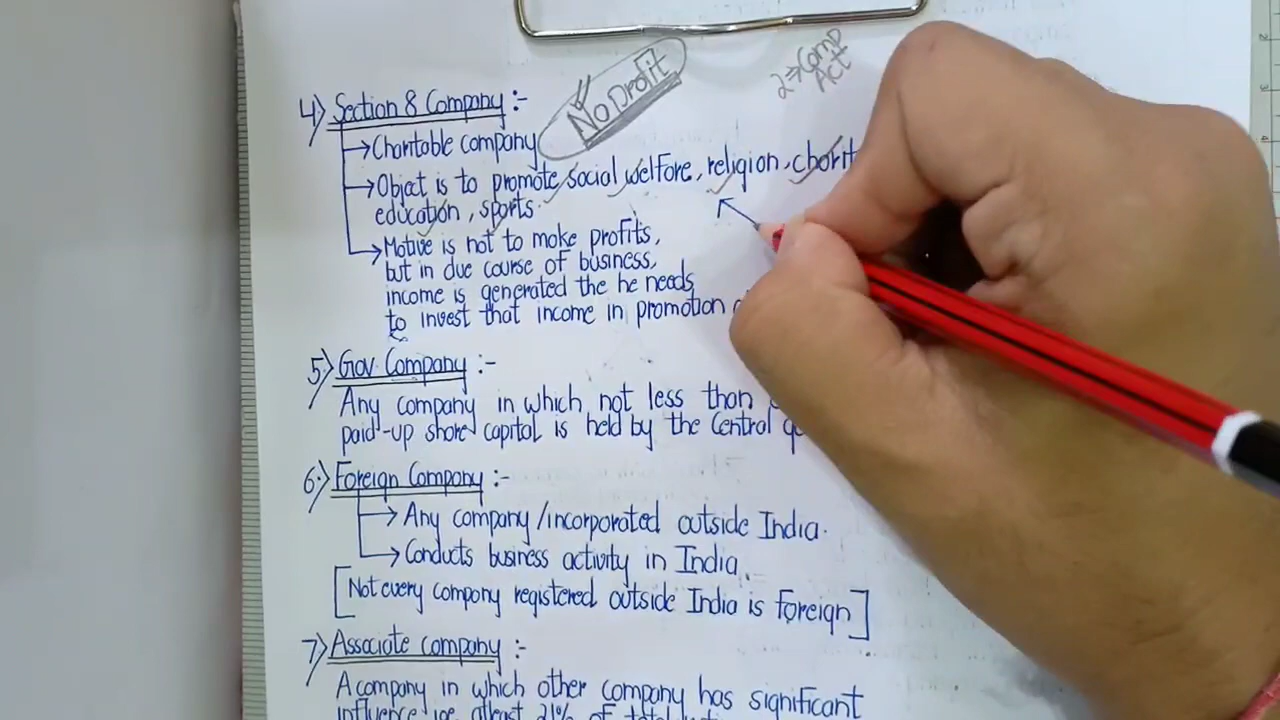 No Profit
2→Comp
Act
4) Section 8 Company :-
→Charitable company
→Object is to promote social welfare, religion, charit
education, sports.
→Motive is not to make profits,
but in due course of business,
income is generated the he needs
to invest that income in promotion
5) Gov. Company :-
Any company in which not less than
paid-up share capital is held by the Central
6) Foreign Company :-
→ Any company/incorporated outside India.
→ Conducts business activity in India.
[Not every company registered outside India is foreign]
7) Associate company :-
A company in which other company has significant
influence i.e. atleast 21% of total